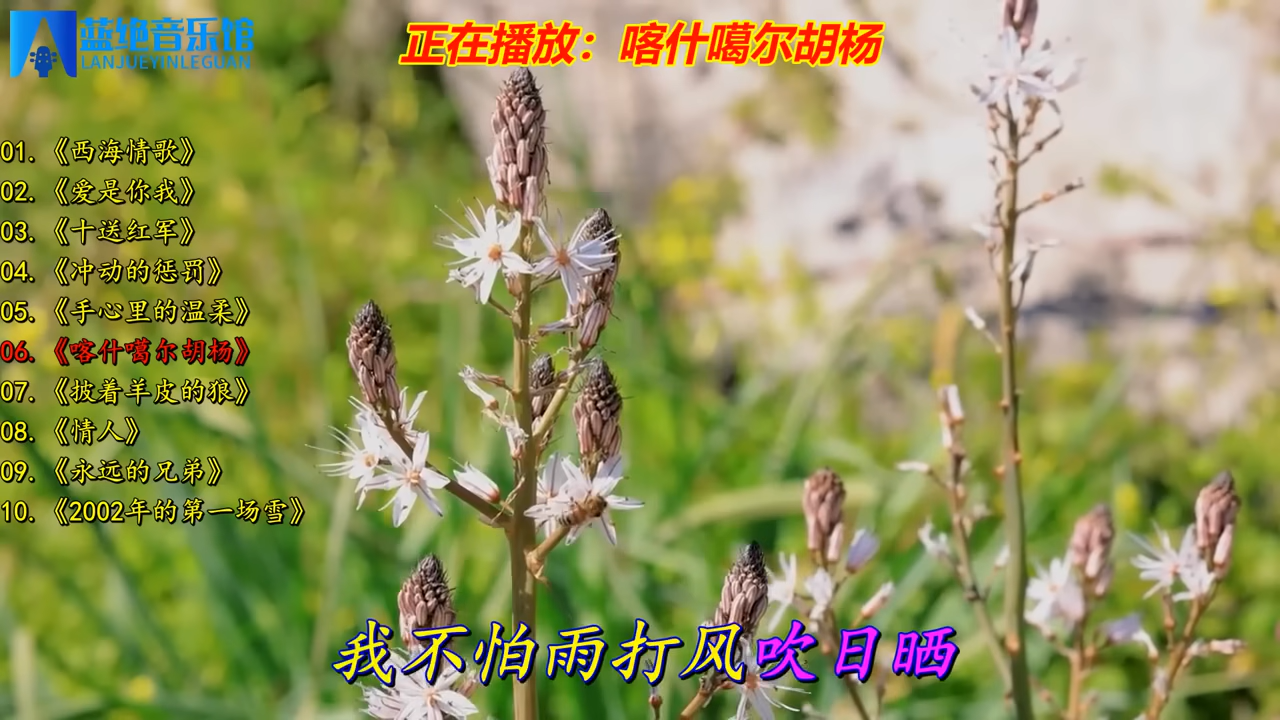 蓝绝音乐馆
LANJUEYINLEGUAN
正在播放：喀什噶尔胡杨
01.《西海情歌》
02.《爱是你我》
03.《十送红军》
04.《冲动的惩罚》
05.《手心里的温柔》
06.《喀什噶尔胡杨》
07.《披着羊皮的狼》
08.《情人》
09.《永远的兄弟》
10.《2002年的第一场雪》
我不怕雨打风吹日晒